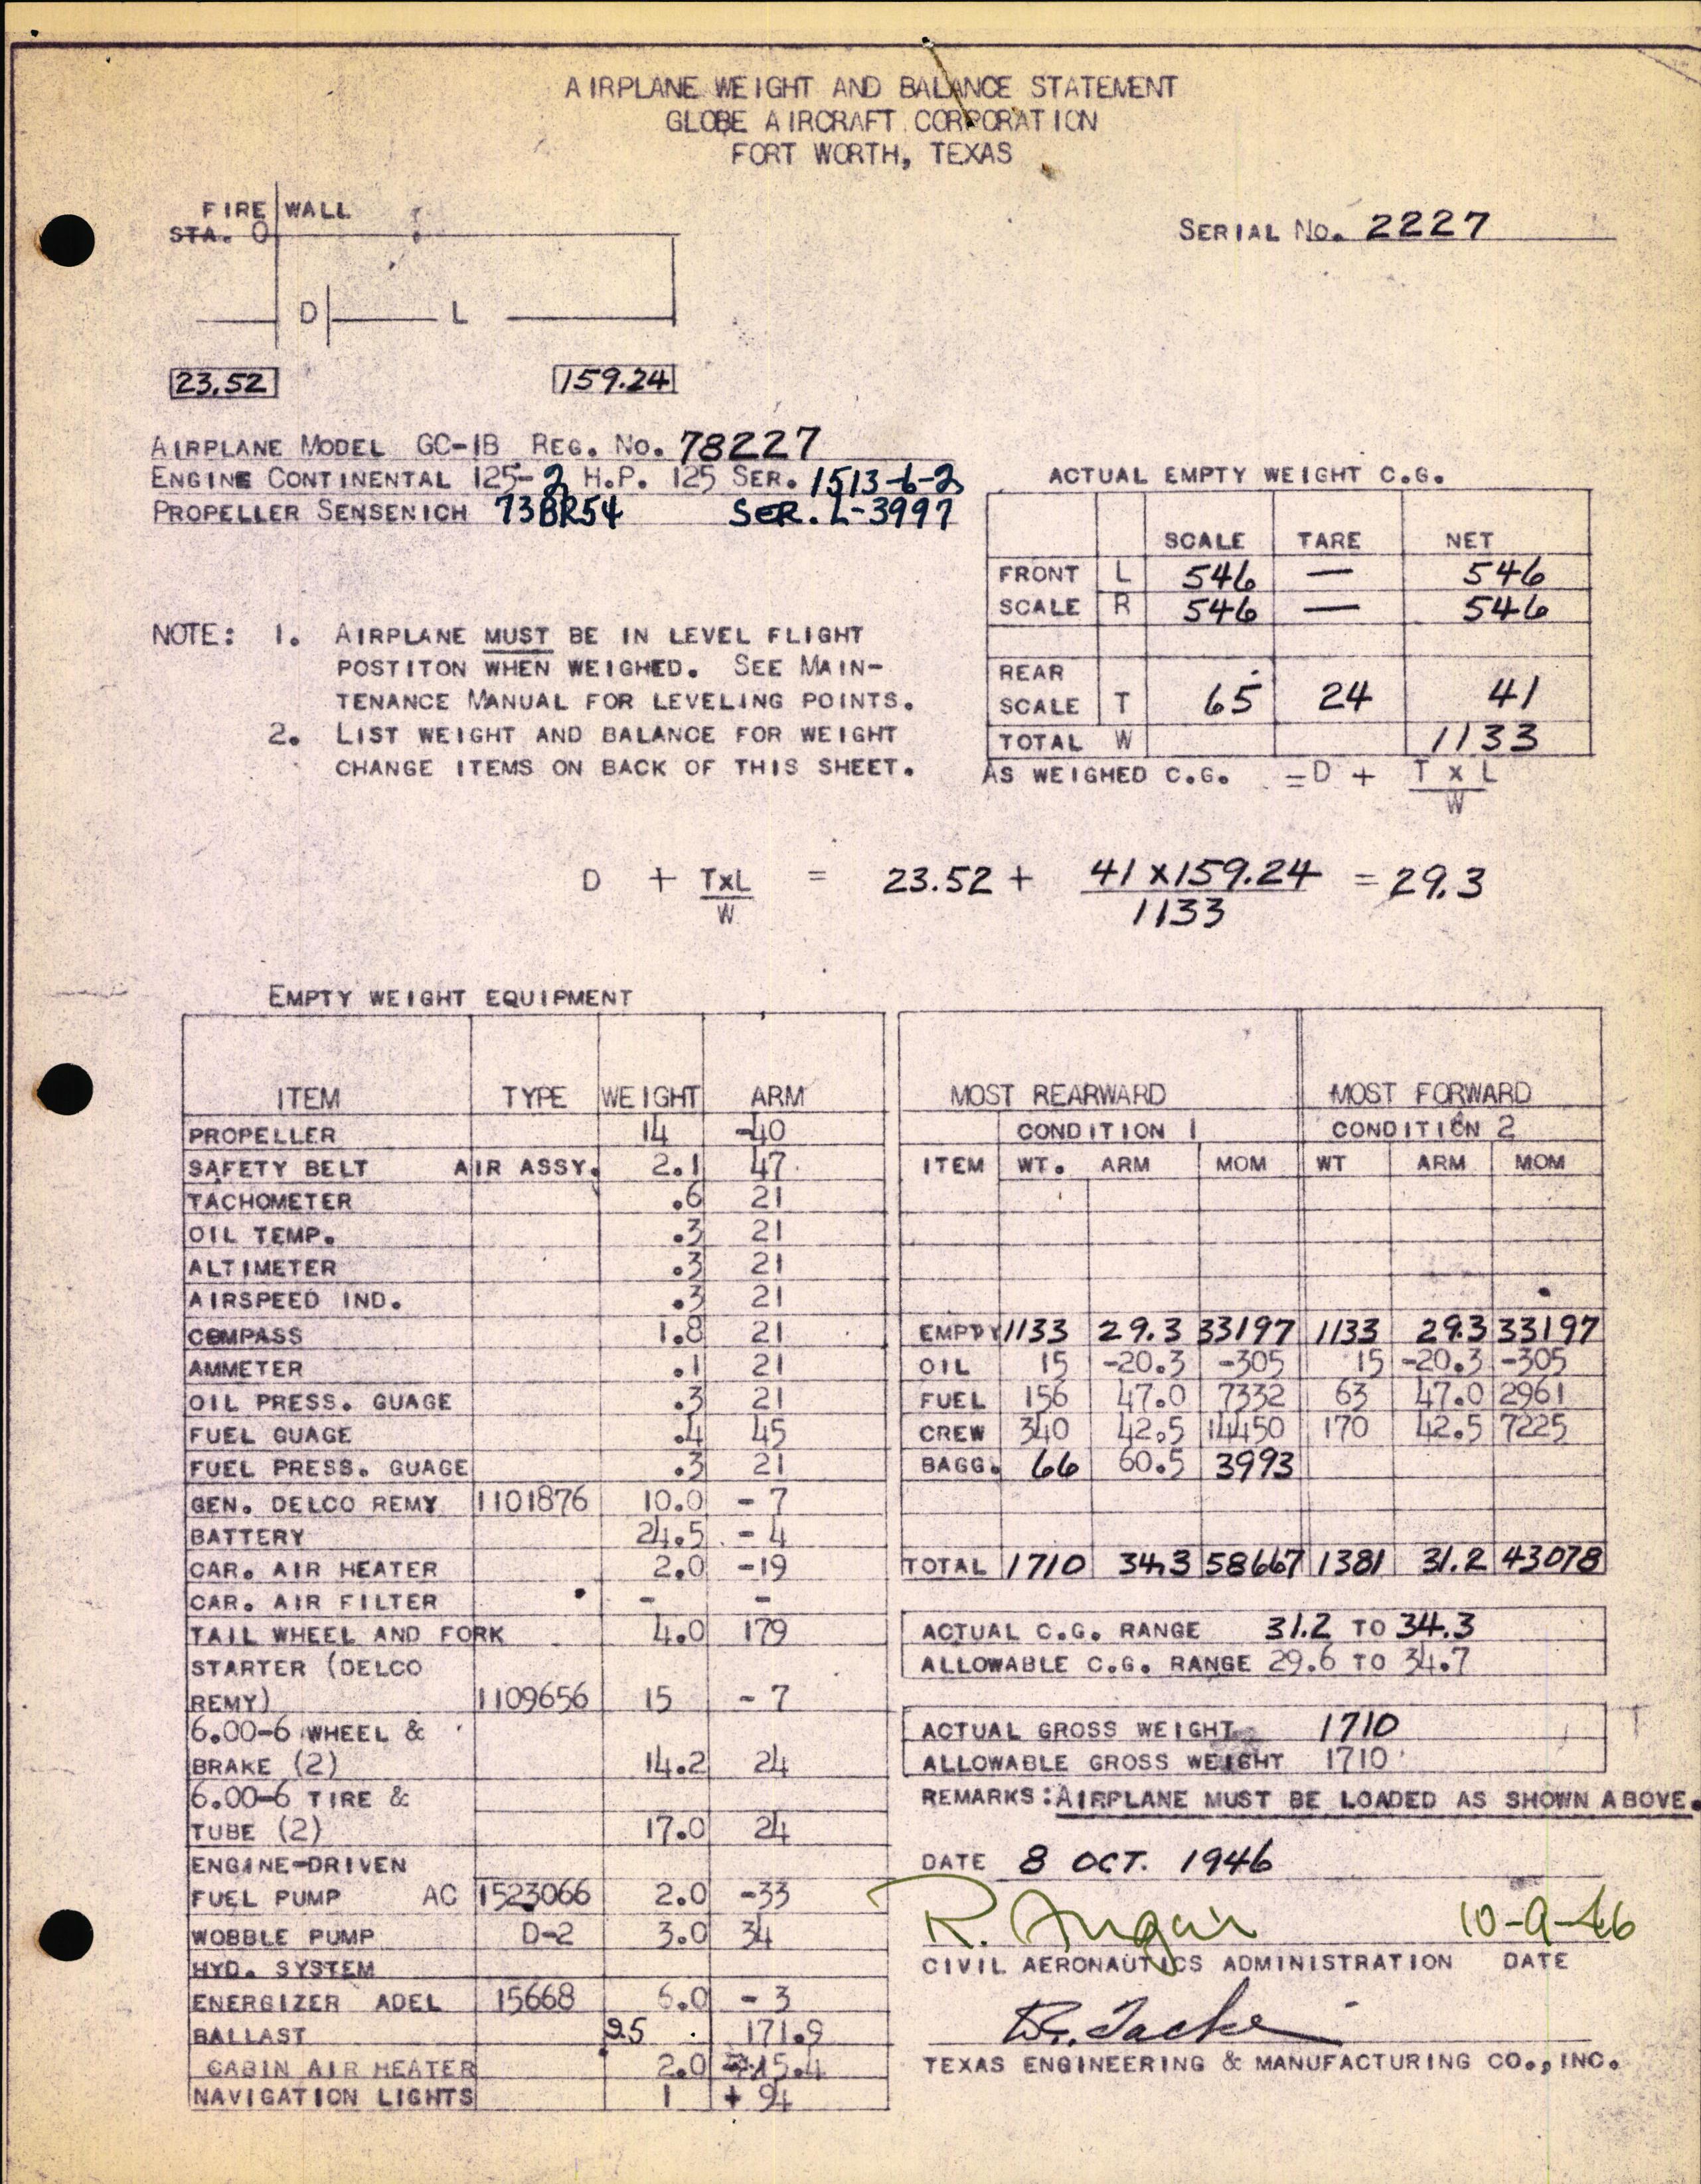 AIRPLANE WEIGHT AND BALANCE STATEMENT
GLOBE AIRCRAFT CORPORATION
FORT WORTH, TEXAS
FIRE WALL
STA. 0
SERIAL NO. 2227
D L
23.52 159.24
AIRPLANE MODEL GC-1B REG. NO. 78227
ENGINE CONTINENTAL 125-2 H.P. 125 SER. 1513-6-2
PROPELLER SENSENICH 73BR54 SER. L-3997
ACTUAL EMPTY WEIGHT C.G.
SCALE TARE NET
FRONT L 546 — 546
SCALE R 546 — 546
REAR
SCALE T 65 24 41
TOTAL W 1133
AS WEIGHED C.G. = D + T x L
W
NOTE: 1. AIRPLANE MUST BE IN LEVEL FLIGHT
POSTITON WHEN WEIGHED. SEE MAIN-
TENANCE MANUAL FOR LEVELING POINTS.
2. LIST WEIGHT AND BALANCE FOR WEIGHT
CHANGE ITEMS ON BACK OF THIS SHEET.
D + TxL = 23.52 + 41 x 159.24 = 29.3
W 1133
EMPTY WEIGHT EQUIPMENT
ITEM TYPE WEIGHT ARM
PROPELLER 14 -40
SAFETY BELT AIR ASSY. 2.1 47
TACHOMETER .6 21
OIL TEMP. .3 21
ALTIMETER .3 21
AIRSPEED IND. .3 21
COMPASS 1.8 21
AMMETER .1 21
OIL PRESS. GUAGE .3 21
FUEL GUAGE .4 45
FUEL PRESS. GUAGE .3 21
GEN. DELCO REMY 1101876 10.0 - 7
BATTERY 24.5 - 4
CAR. AIR HEATER 2.0 -19
CAR. AIR FILTER - -
TAIL WHEEL AND FORK 4.0 179
STARTER (DELCO
REMY) 1109656 15 - 7
6.00-6 WHEEL &
BRAKE (2) 14.2 24
6.00-6 TIRE &
TUBE (2) 17.0 24
ENGINE-DRIVEN
FUEL PUMP AC 1523066 2.0 -33
WOBBLE PUMP D-2 3.0 34
HYD. SYSTEM
ENERGIZER ADEL 15668 6.0 - 3
BALLAST 9.5 171.9
CABIN AIR HEATER 2.0 15.4
NAVIGATION LIGHTS 1 + 94
MOST REARWARD MOST FORWARD
CONDITION 1 CONDITION 2
ITEM WT. ARM MOM WT ARM MOM
EMPTY 1133 29.3 33197 1133 29.3 33197
OIL 15 -20.3 -305 15 -20.3 -305
FUEL 156 47.0 7332 63 47.0 2961
CREW 340 42.5 14450 170 42.5 7225
BAGG. 66 60.5 3993
TOTAL 1710 34.3 58667 1381 31.2 43078
ACTUAL C.G. RANGE 31.2 TO 34.3
ALLOWABLE C.G. RANGE 29.6 TO 34.7
ACTUAL GROSS WEIGHT 1710
ALLOWABLE GROSS WEIGHT 1710
REMARKS: AIRPLANE MUST BE LOADED AS SHOWN ABOVE.
DATE 8 OCT. 1946
R. 10-9-46
CIVIL AERONAUTICS ADMINISTRATION DATE
TEXAS ENGINEERING & MANUFACTURING CO., INC.